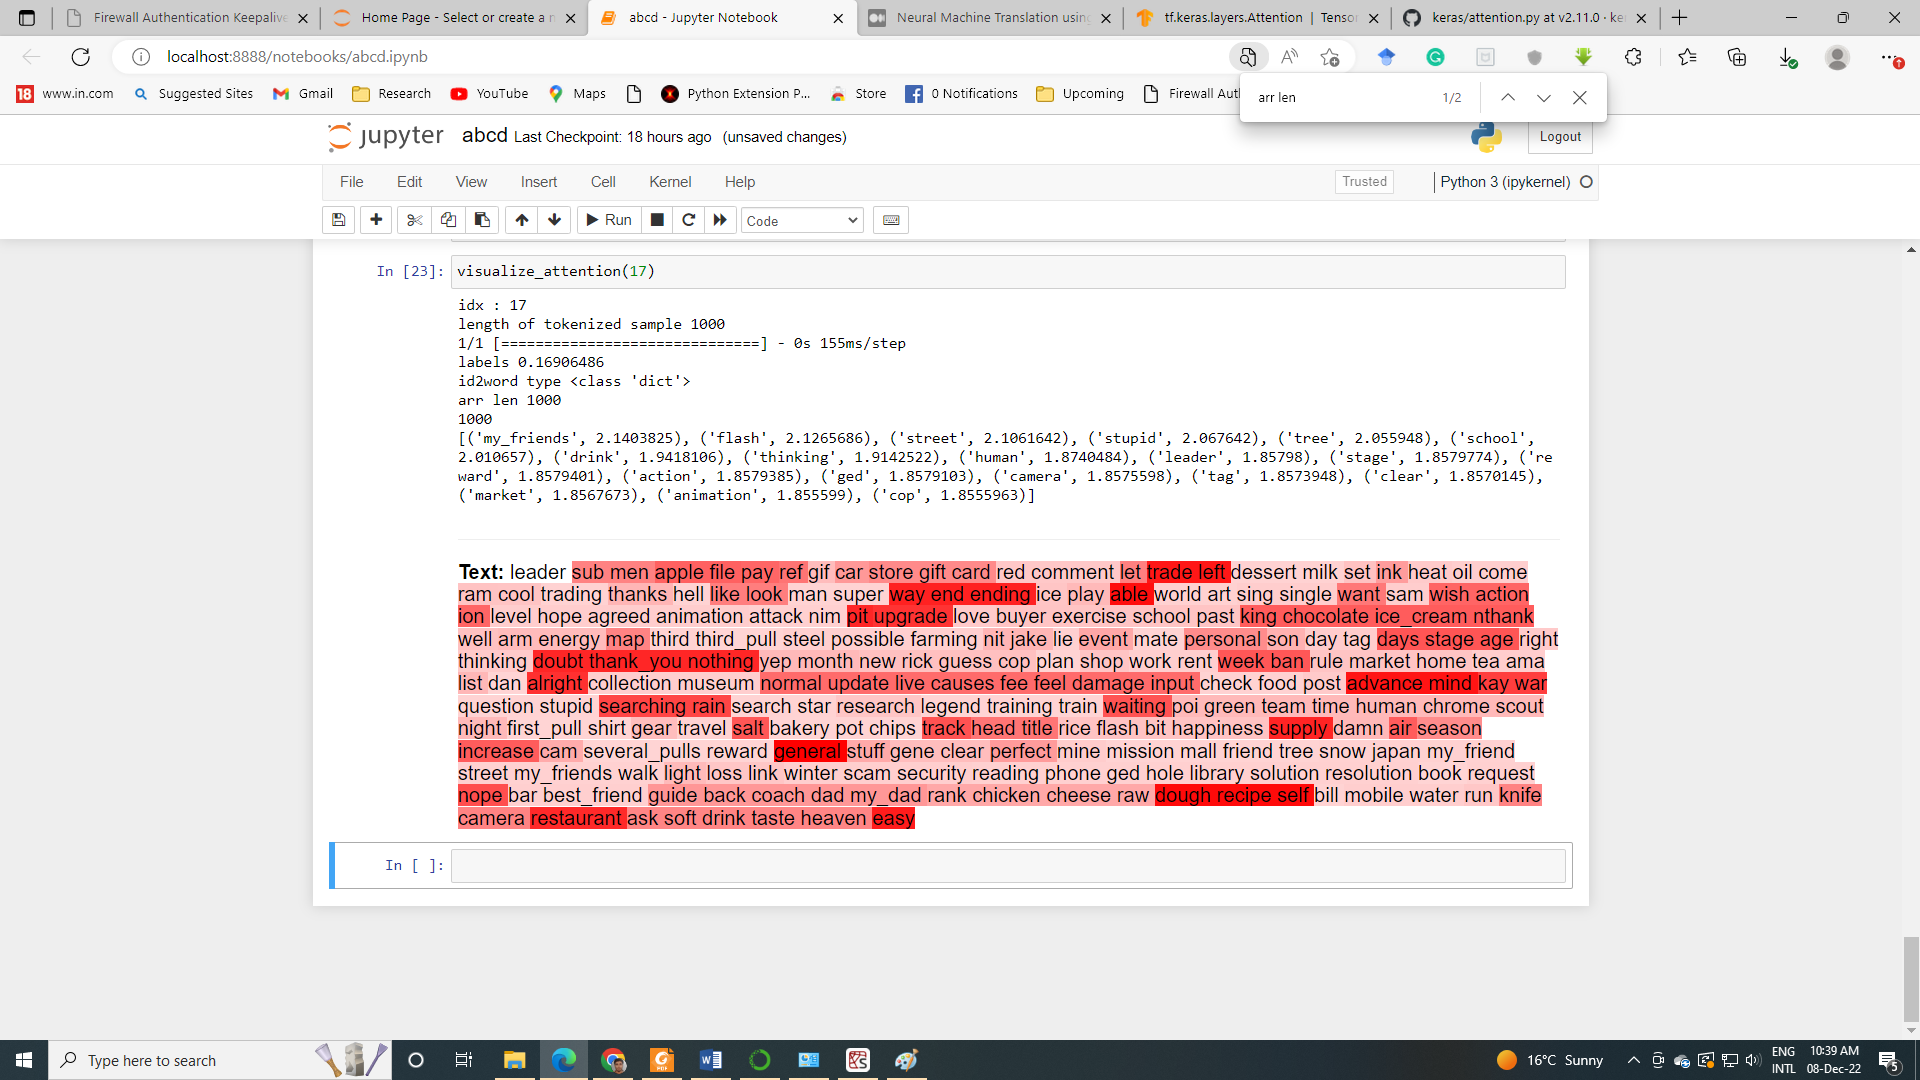 Firewall Authentication Keepalive
Home Page - Select or create a n
abcd - Jupyter Notebook
Neural Machine Translation using
tf.keras.layers.Attention | Tensor
keras/attention.py at v2.11.0 · ke
localhost:8888/notebooks/abcd.ipynb
18 www.in.com
Suggested Sites
Gmail
Research
YouTube
Maps
Python Extension P...
Store
0 Notifications
Upcoming
Firewall Aut
arr len
1/2
jupyter abcd Last Checkpoint: 18 hours ago (unsaved changes)
Logout
File Edit View Insert Cell Kernel Help
Trusted
Python 3 (ipykernel)
Run
Code
In [23]: visualize_attention(17)
idx : 17
length of tokenized sample 1000
1/1 [==============================] - 0s 155ms/step
labels 0.16906486
id2word type <class 'dict'>
arr len 1000
1000
[('my_friends', 2.1403825), ('flash', 2.1265686), ('street', 2.1061642), ('stupid', 2.067642), ('tree', 2.055948), ('school',
2.010657), ('drink', 1.9418106), ('thinking', 1.9142522), ('human', 1.8740484), ('leader', 1.85798), ('stage', 1.8579774), ('re
ward', 1.8579401), ('action', 1.8579385), ('ged', 1.8579103), ('camera', 1.8575598), ('tag', 1.8573948), ('clear', 1.8570145),
('market', 1.8567673), ('animation', 1.855599), ('cop', 1.8555963)]
Text: leader sub men apple file pay ref gif car store gift card red comment let trade left dessert milk set ink heat oil come
ram cool trading thanks hell like look man super way end ending ice play able world art sing single want sam wish action
ion level hope agreed animation attack nim pit upgrade love buyer exercise school past king chocolate ice_cream nthank
well arm energy map third third_pull steel possible farming nit jake lie event mate personal son day tag days stage age right
thinking doubt thank_you nothing yep month new rick guess cop plan shop work rent week ban rule market home tea ama
list dan alright collection museum normal update live causes fee feel damage input check food post advance mind kay war
question stupid searching rain search star research legend training train waiting poi green team time human chrome scout
night first_pull shirt gear travel salt bakery pot chips track head title rice flash bit happiness supply damn air season
increase cam several_pulls reward general stuff gene clear perfect mine mission mall friend tree snow japan my_friend
street my_friends walk light loss link winter scam security reading phone ged hole library solution resolution book request
nope bar best_friend guide back coach dad my_dad rank chicken cheese raw dough recipe self bill mobile water run knife
camera restaurant ask soft drink taste heaven easy
In [ ]:
Type here to search
16°C Sunny
ENG
INTL
10:39 AM
08-Dec-22
5